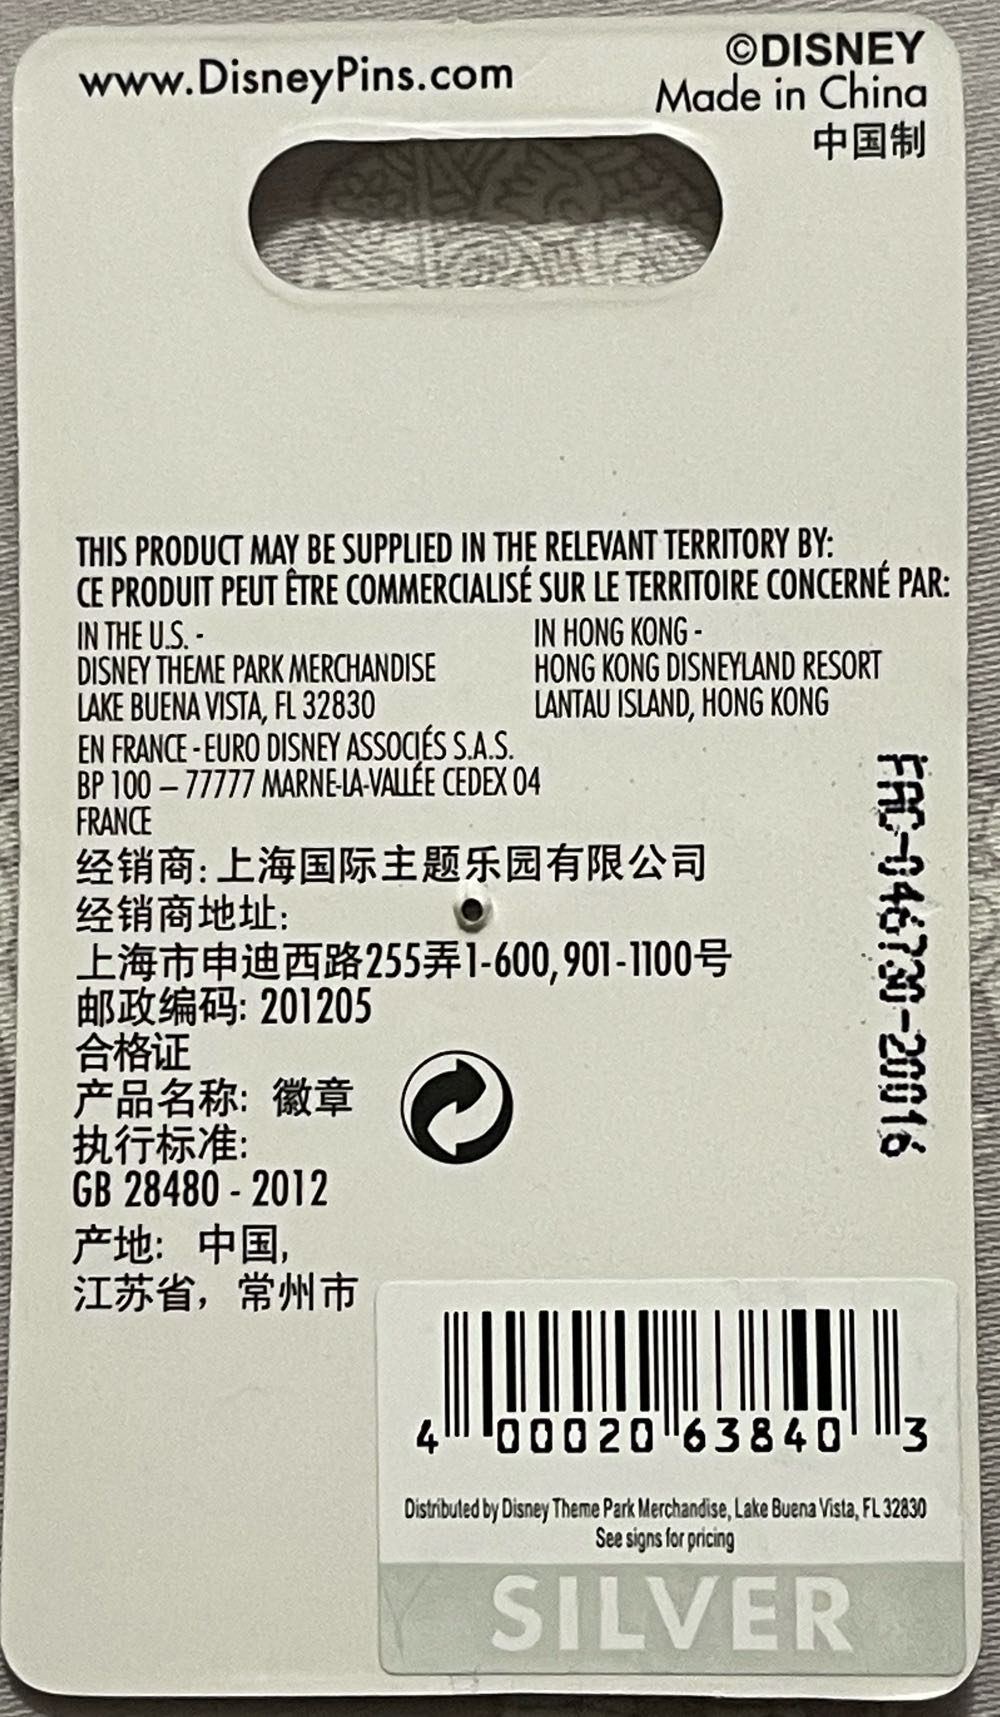 www.DisneyPins.com
©DISNEY
Made in China
中国制
THIS PRODUCT MAY BE SUPPLIED IN THE RELEVANT TERRITORY BY:
CE PRODUIT PEUT ÊTRE COMMERCIALISÉ SUR LE TERRITOIRE CONCERNÉ PAR:
IN THE U.S. -
DISNEY THEME PARK MERCHANDISE
LAKE BUENA VISTA, FL 32830
IN HONG KONG -
HONG KONG DISNEYLAND RESORT
LANTAU ISLAND, HONG KONG
EN FRANCE - EURO DISNEY ASSOCIÉS S.A.S.
BP 100 – 77777 MARNE-LA-VALLÉE CEDEX 04
FRANCE
经销商: 上海国际主题乐园有限公司
经销商地址:
上海市申迪西路255弄1-600, 901-1100号
邮政编码: 201205
合格证
产品名称: 徽章
执行标准:
GB 28480 - 2012
产地: 中国,
江苏省，常州市
FAC-046730-20016
4 00020 63840 3
Distributed by Disney Theme Park Merchandise, Lake Buena Vista, FL 32830
See signs for pricing
SILVER